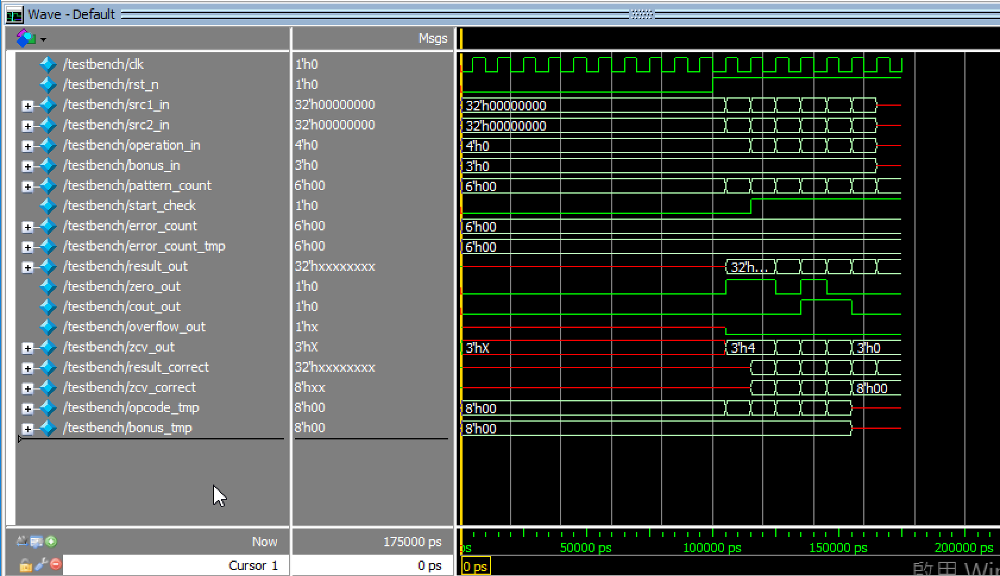 Wave - Default
Msgs
/testbench/clk 1'h0
/testbench/rst_n 1'h0
/testbench/src1_in 32'h00000000 32'h00000000
/testbench/src2_in 32'h00000000 32'h00000000
/testbench/operation_in 4'h0 4'h0
/testbench/bonus_in 3'h0 3'h0
/testbench/pattern_count 6'h00 6'h00
/testbench/start_check 1'h0
/testbench/error_count 6'h00 6'h00
/testbench/error_count_tmp 6'h00 6'h00
/testbench/result_out 32'hxxxxxxxx 32'h...
/testbench/zero_out 1'h0
/testbench/cout_out 1'h0
/testbench/overflow_out 1'hx
/testbench/zcv_out 3'hX 3'hX 3'h4 3'h0
/testbench/result_correct 32'hxxxxxxxx
/testbench/zcv_correct 8'hxx 8'h00
/testbench/opcode_tmp 8'h00 8'h00
/testbench/bonus_tmp 8'h00 8'h00
Now 175000 ps ps 50000 ps 100000 ps 150000 ps 200000 ps
Cursor 1 0 ps 0 ps
啟用 Win